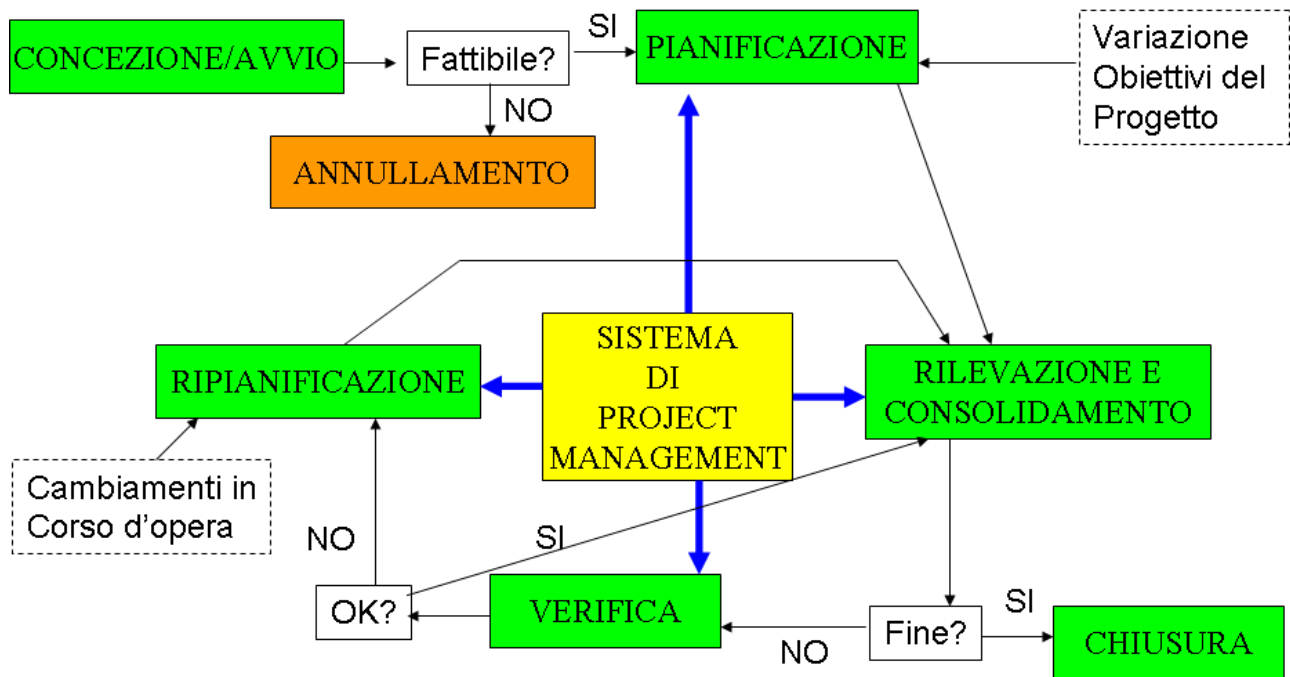 CONCEZIONE/AVVIO
Fattibile?
SI
PIANIFICAZIONE
Variazione
Obiettivi del
Progetto
NO
ANNULLAMENTO
RIPIANIFICAZIONE
SISTEMA
DI
PROJECT
MANAGEMENT
RILEVAZIONE E
CONSOLIDAMENTO
Cambiamenti in
Corso d'opera
NO
SI
OK?
VERIFICA
NO
Fine?
SI
CHIUSURA